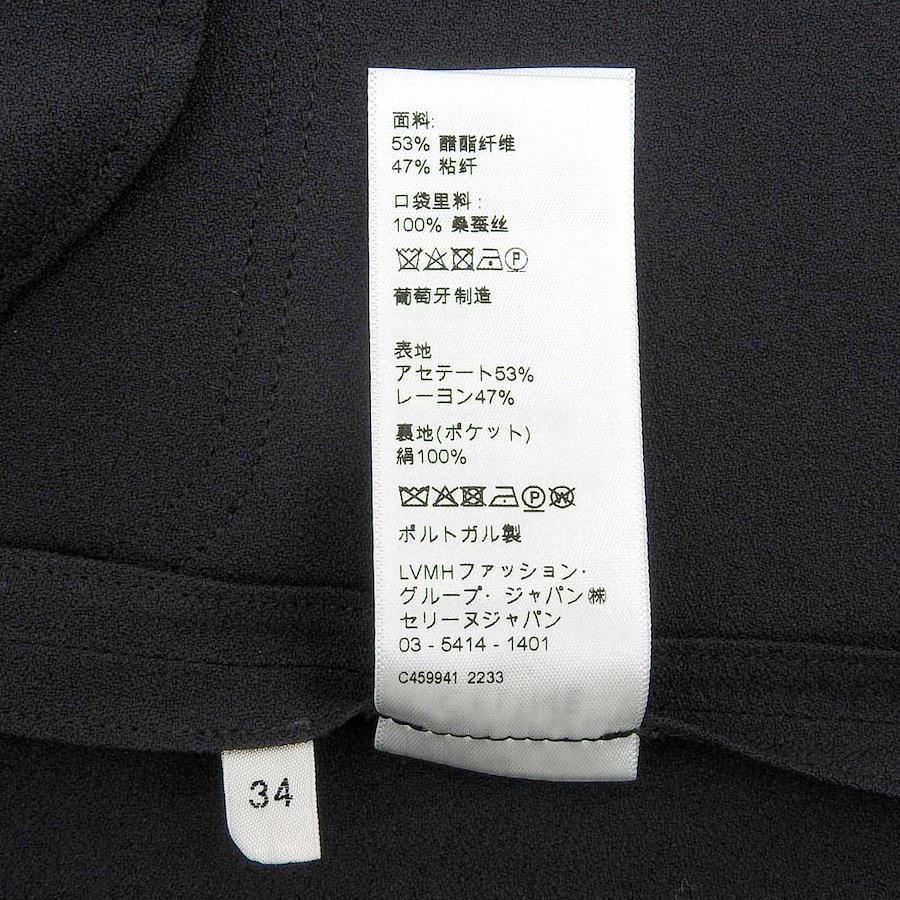 面料:
53% 醋酯纤维
47% 粘纤
口袋里料:
100% 桑蚕丝
葡萄牙制造
表地
アセテート53%
レーヨン47%
裏地(ポケット)
絹100%
ポルトガル製
LVMHファッション・
グループ・ジャパン㈱
セリーヌジャパン
03 - 5414 - 1401
C459941 2233
34